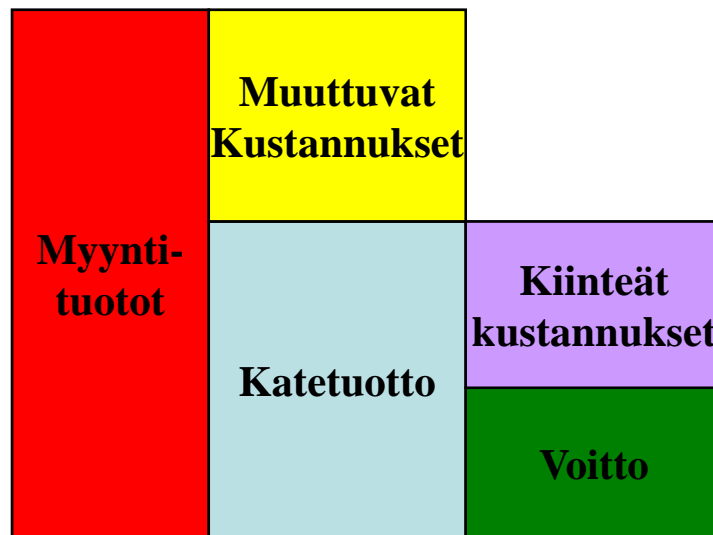 Myynti-
tuotot
Muuttuvat
Kustannukset
Katetuotto
Kiinteät
kustannukset
Voitto